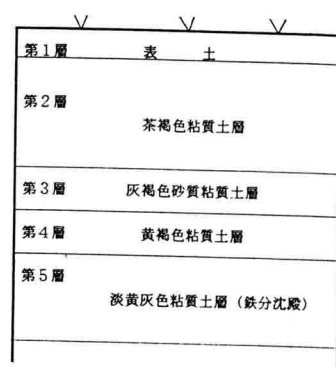 第1層 表 土
第2層
茶褐色粘質土層
第3層 灰褐色砂質粘質土層
第4層 黄褐色粘質土層
第5層
淡黄灰色粘質土層（鉄分沈殿）